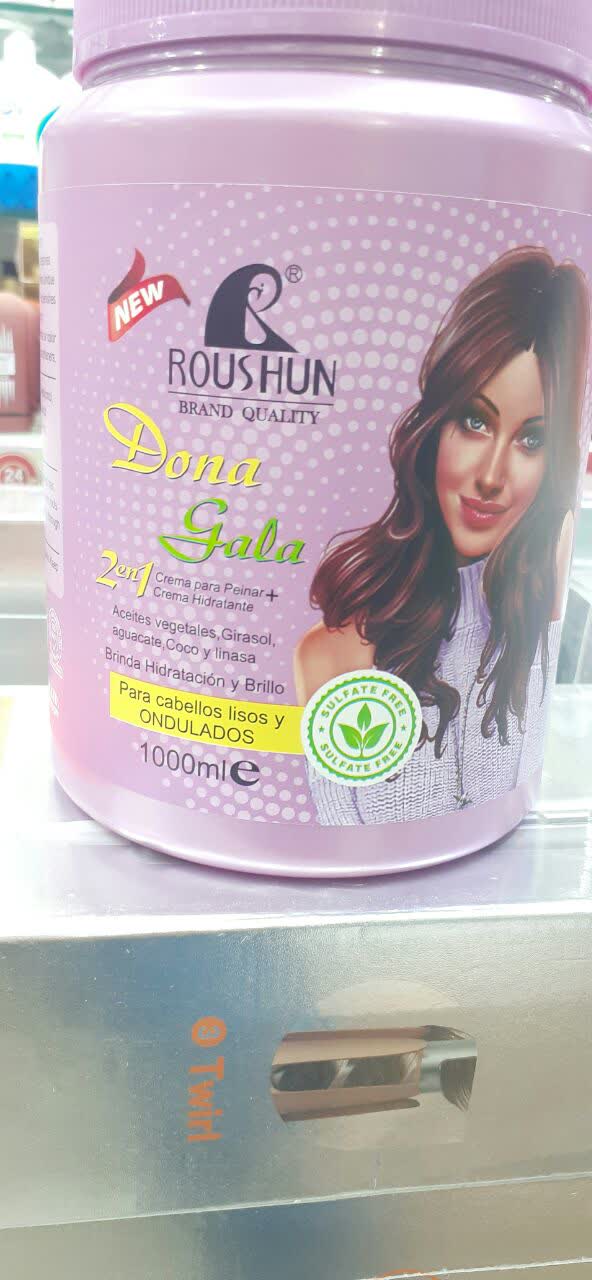 NEW
R®
ROUSHUN
BRAND QUALITY
Dona
Gala
2en1 Crema para Peinar+
Crema Hidratante
Aceites vegetales,Girasol,
aguacate,Coco y linasa
Brinda Hidratación y Brillo
Para cabellos lisos y
ONDULADOS
1000ml℮
SULFATE FREE
SULFATE FREE
24
Twirl